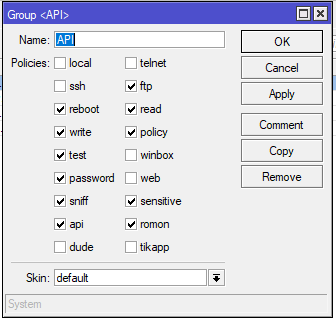 Group <API>
Name: API OK
Policies: local telnet Cancel
ssh ftp
reboot read Apply
write policy Comment
test winbox Copy
password web Remove
sniff sensitive
api romon
dude tikapp
Skin: default
System